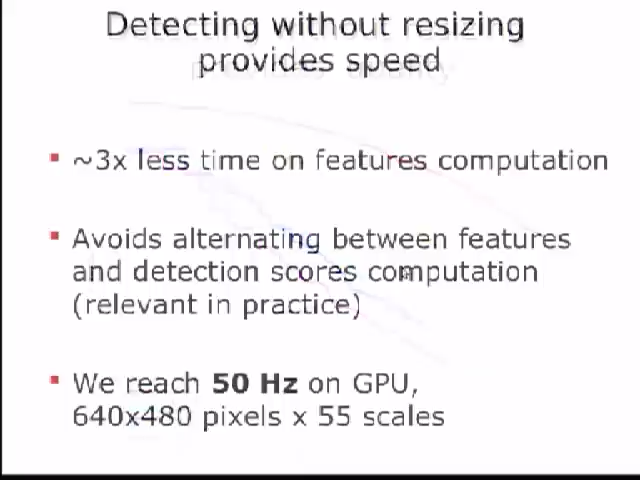 Detecting without resizing
provides speed
~3x less time on features computation
Avoids alternating between features
and detection scores computation
(relevant in practice)
We reach 50 Hz on GPU,
640x480 pixels x 55 scales